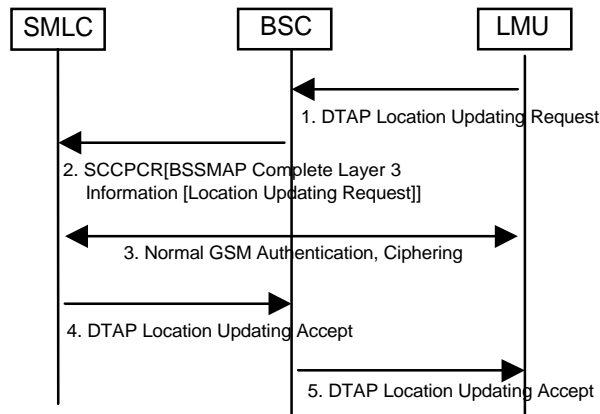 SMLC
BSC
LMU
1. DTAP Location Updating Request
2. SCCPCR[BSSMAP Complete Layer 3
Information [Location Updating Request]]
3. Normal GSM Authentication, Ciphering
4. DTAP Location Updating Accept
5. DTAP Location Updating Accept